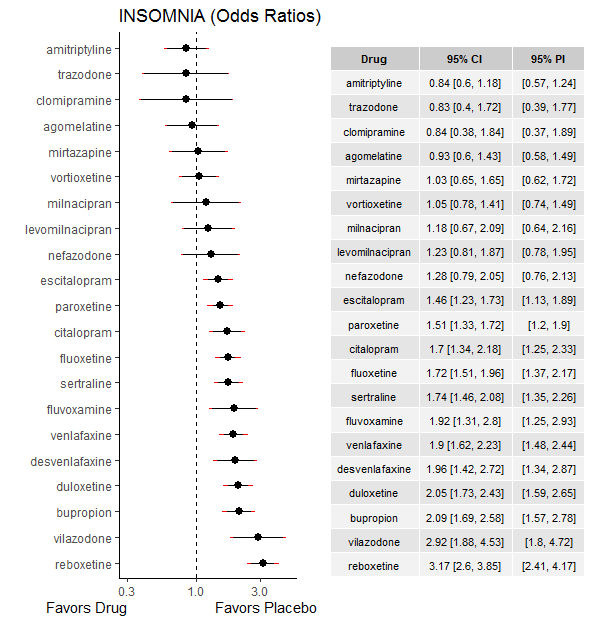 INSOMNIA (Odds Ratios)
amitriptyline
trazodone
clomipramine
agomelatine
mirtazapine
vortioxetine
milnacipran
levomilnacipran
nefazodone
escitalopram
paroxetine
citalopram
fluoxetine
sertraline
fluvoxamine
venlafaxine
desvenlafaxine
duloxetine
bupropion
vilazodone
reboxetine
0.3 1.0 3.0
Favors Drug Favors Placebo
Drug 95% CI 95% PI
amitriptyline 0.84 [0.6, 1.18] [0.57, 1.24]
trazodone 0.83 [0.4, 1.72] [0.39, 1.77]
clomipramine 0.84 [0.38, 1.84] [0.37, 1.89]
agomelatine 0.93 [0.6, 1.43] [0.58, 1.49]
mirtazapine 1.03 [0.65, 1.65] [0.62, 1.72]
vortioxetine 1.05 [0.78, 1.41] [0.74, 1.49]
milnacipran 1.18 [0.67, 2.09] [0.64, 2.16]
levomilnacipran 1.23 [0.81, 1.87] [0.78, 1.95]
nefazodone 1.28 [0.79, 2.05] [0.76, 2.13]
escitalopram 1.46 [1.23, 1.73] [1.13, 1.89]
paroxetine 1.51 [1.33, 1.72] [1.2, 1.9]
citalopram 1.7 [1.34, 2.18] [1.25, 2.33]
fluoxetine 1.72 [1.51, 1.96] [1.37, 2.17]
sertraline 1.74 [1.46, 2.08] [1.35, 2.26]
fluvoxamine 1.92 [1.31, 2.8] [1.25, 2.93]
venlafaxine 1.9 [1.62, 2.23] [1.48, 2.44]
desvenlafaxine 1.96 [1.42, 2.72] [1.34, 2.87]
duloxetine 2.05 [1.73, 2.43] [1.59, 2.65]
bupropion 2.09 [1.69, 2.58] [1.57, 2.78]
vilazodone 2.92 [1.88, 4.53] [1.8, 4.72]
reboxetine 3.17 [2.6, 3.85] [2.41, 4.17]